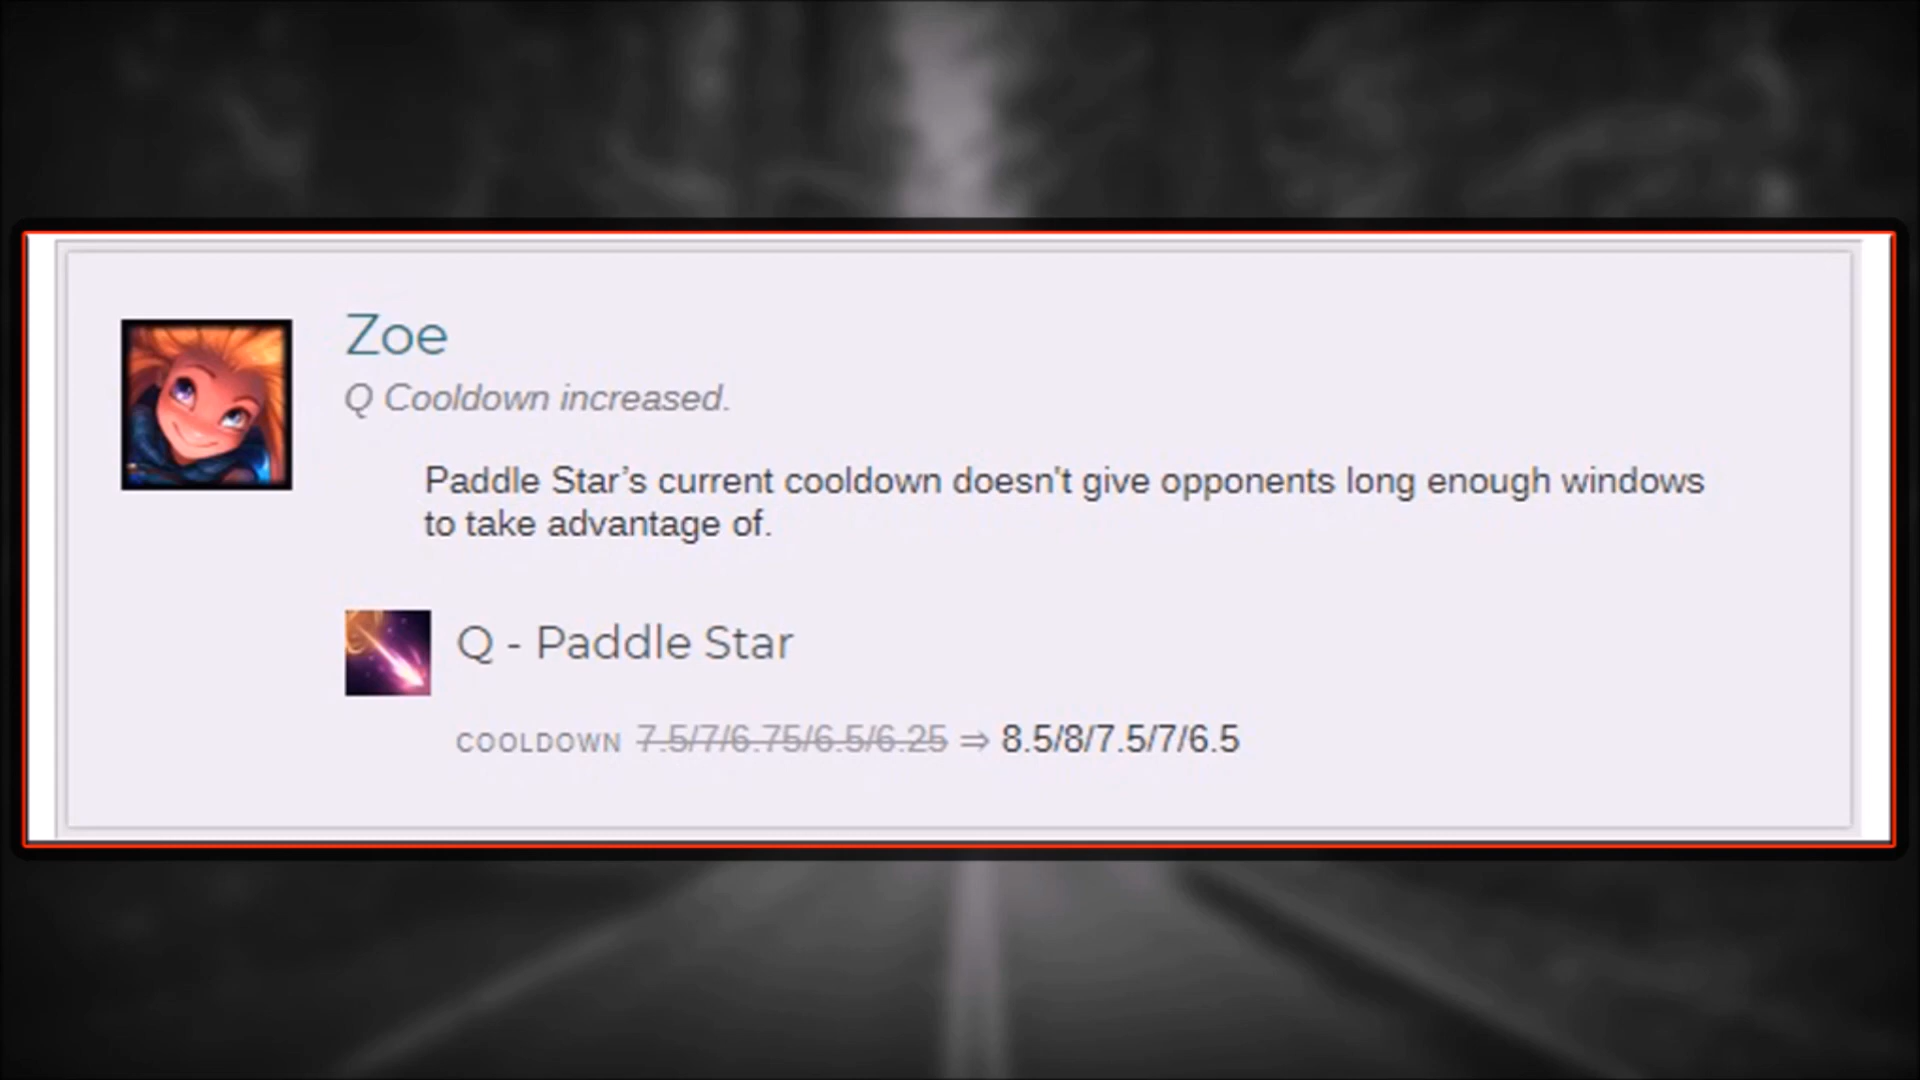 Zoe
Q Cooldown increased.
Paddle Star’s current cooldown doesn't give opponents long enough windows
to take advantage of.
Q - Paddle Star
COOLDOWN 7.5/7/6.75/6.5/6.25 ⇒ 8.5/8/7.5/7/6.5